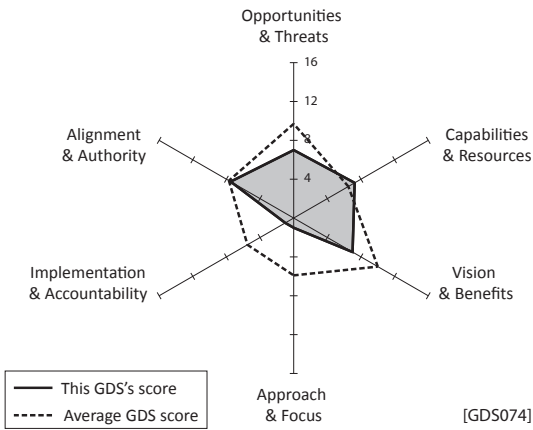 Opportunities
& Threats
16
12
8
4
Alignment
& Authority
Capabilities
& Resources
Implementation
& Accountability
Vision
& Benefits
Approach
& Focus
This GDS's score
Average GDS score
[GDS074]